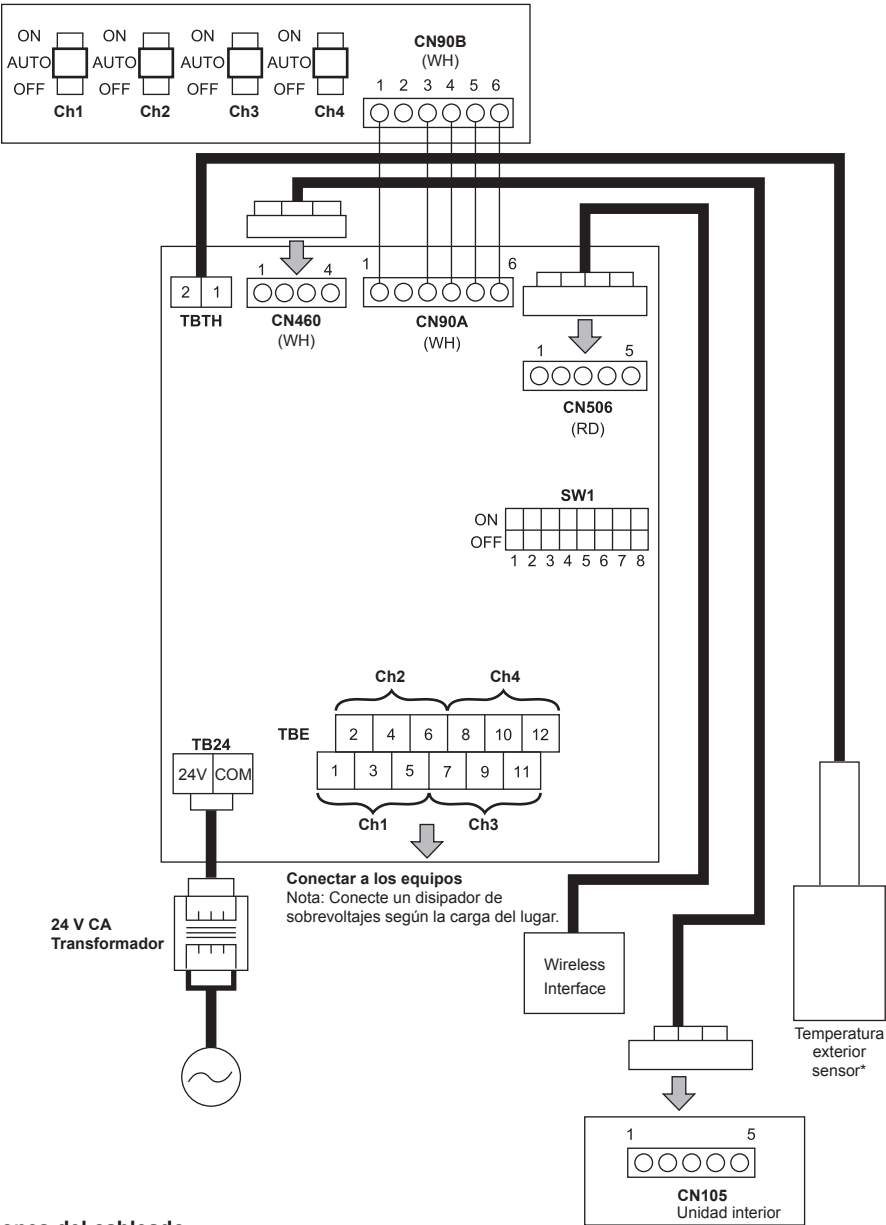 ON ON ON ON
AUTO AUTO AUTO AUTO
OFF OFF OFF OFF
Ch1 Ch2 Ch3 Ch4
CN90B
(WH)
1 2 3 4 5 6
2 1
TBTH
1 4
CN460
(WH)
1 6
CN90A
(WH)
1 5
CN506
(RD)
SW1
ON
OFF
1 2 3 4 5 6 7 8
Ch2 Ch4
TBE
2 4 6 8 10 12
1 3 5 7 9 11
Ch1 Ch3
TB24
24V COM
Conectar a los equipos
Nota: Conecte un disipador de
sobrevoltajes según la carga del lugar.
24 V CA
Transformador
Wireless
Interface
Temperatura
exterior
sensor*
1 5
CN105
Unidad interior